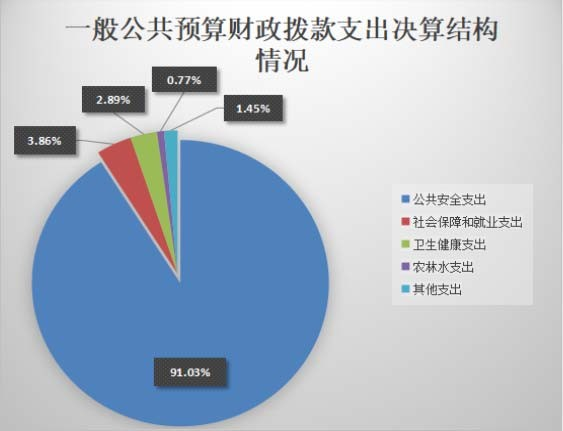 一般公共预算财政拨款支出决算结构
情况
0.77%
2.89%
1.45%
3.86%
公共安全支出
社会保障和就业支出
卫生健康支出
农林水支出
其他支出
91.03%